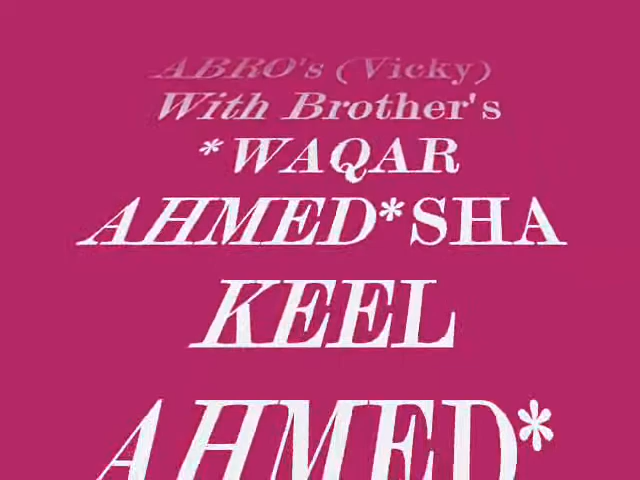 ABRO's (Vicky)
With Brother's
*WAQAR
AHMED*SHA
KEEL
AHMED*